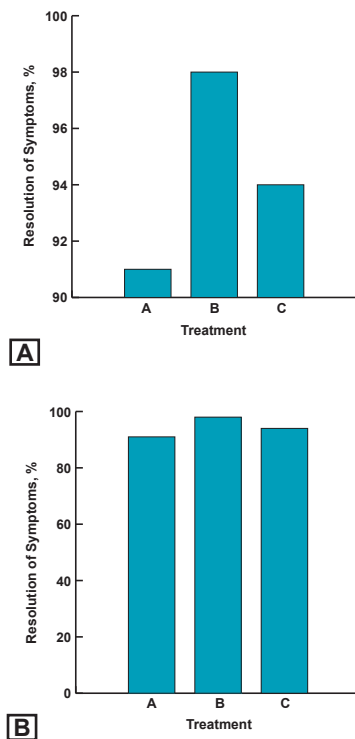 100
98
96
94
92
90
Resolution of Symptoms, %
A B C
Treatment
A
100
80
60
40
20
0
Resolution of Symptoms, %
A B C
Treatment
B